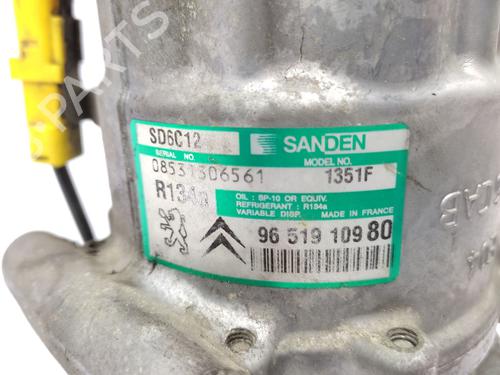 SD6C12
SANDEN
SERIAL NO.
MODEL NO.
08531306561
1351F
R134a
OIL : SP-10 OR EQUIV.
REFRIGERANT : R134a
VARIABLE DISP. MADE IN FRANCE
96 519 109 80
PARTS